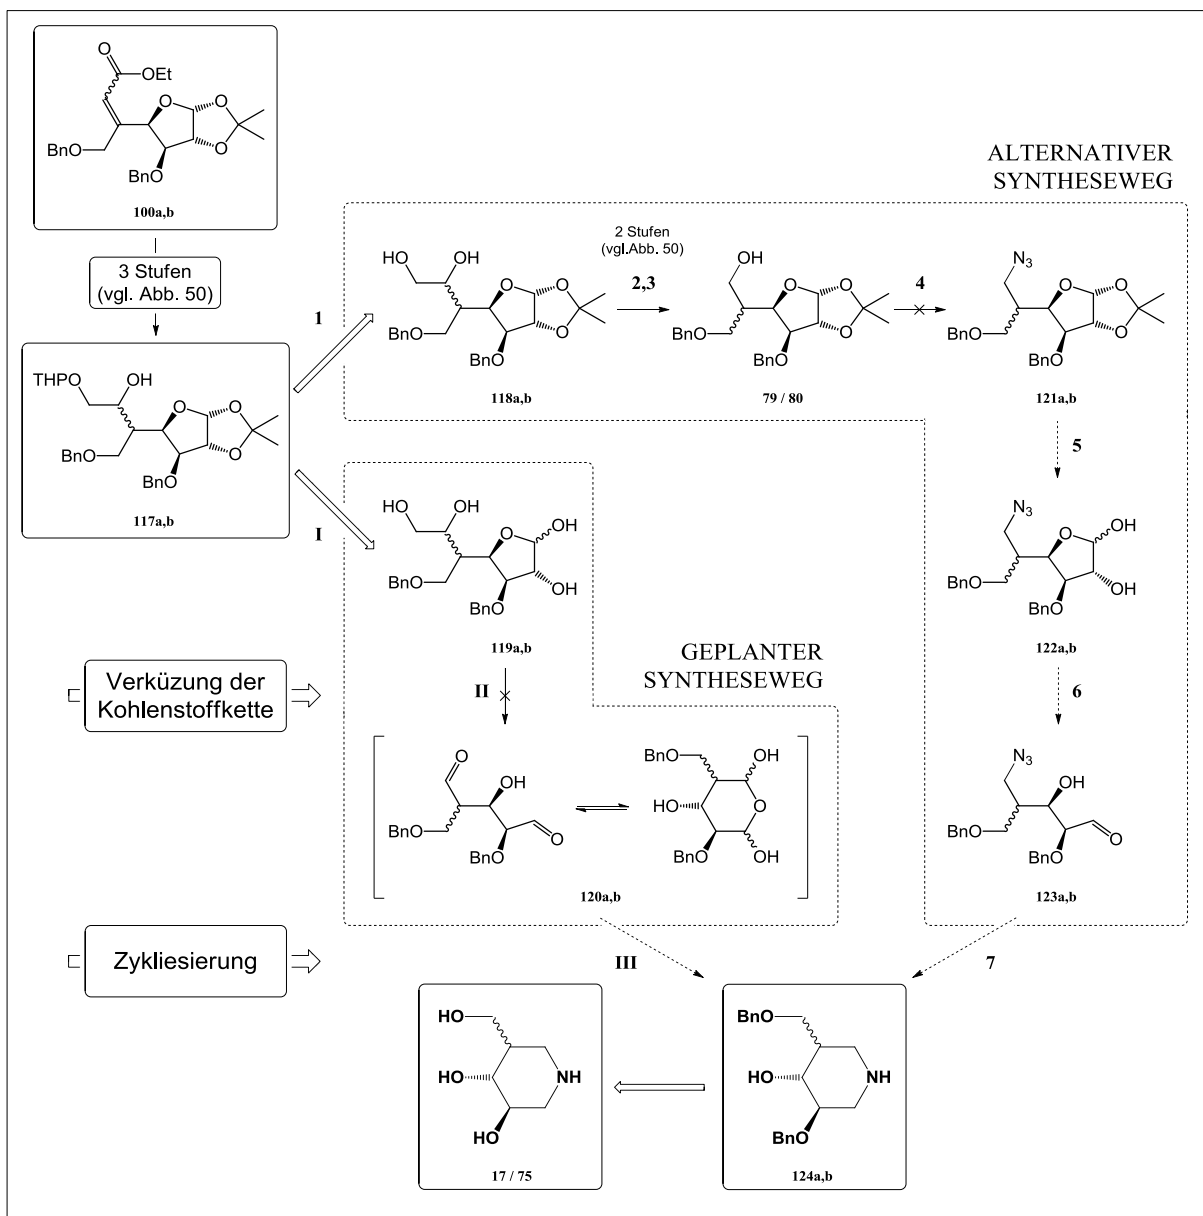 O
OEt
O
O
O
BnO
BnO
100a,b
3 Stufen
(vgl. Abb. 50)
1
THPO
OH
O
O
O
BnO
BnO
117a,b
I
ALTERNATIVER
SYNTHESEWEG
HO
OH
O
O
O
BnO
BnO
118a,b
2 Stufen
(vgl.Abb. 50)
2,3
OH
O
O
O
BnO
BnO
79 / 80
4
N3
O
O
O
BnO
BnO
121a,b
5
HO
OH
O
OH
BnO
OH
BnO
119a,b
N3
O
OH
BnO
OH
BnO
122a,b
GEPLANTER
SYNTHESEWEG
Verküzung der
Kohlenstoffkette
II
6
O
OH
BnO
O
BnO
BnO
OH
HO
O
BnO
OH
120a,b
N3
OH
BnO
O
BnO
123a,b
Zykliesierung
III
7
HO
HO
NH
HO
17 / 75
BnO
HO
NH
BnO
124a,b